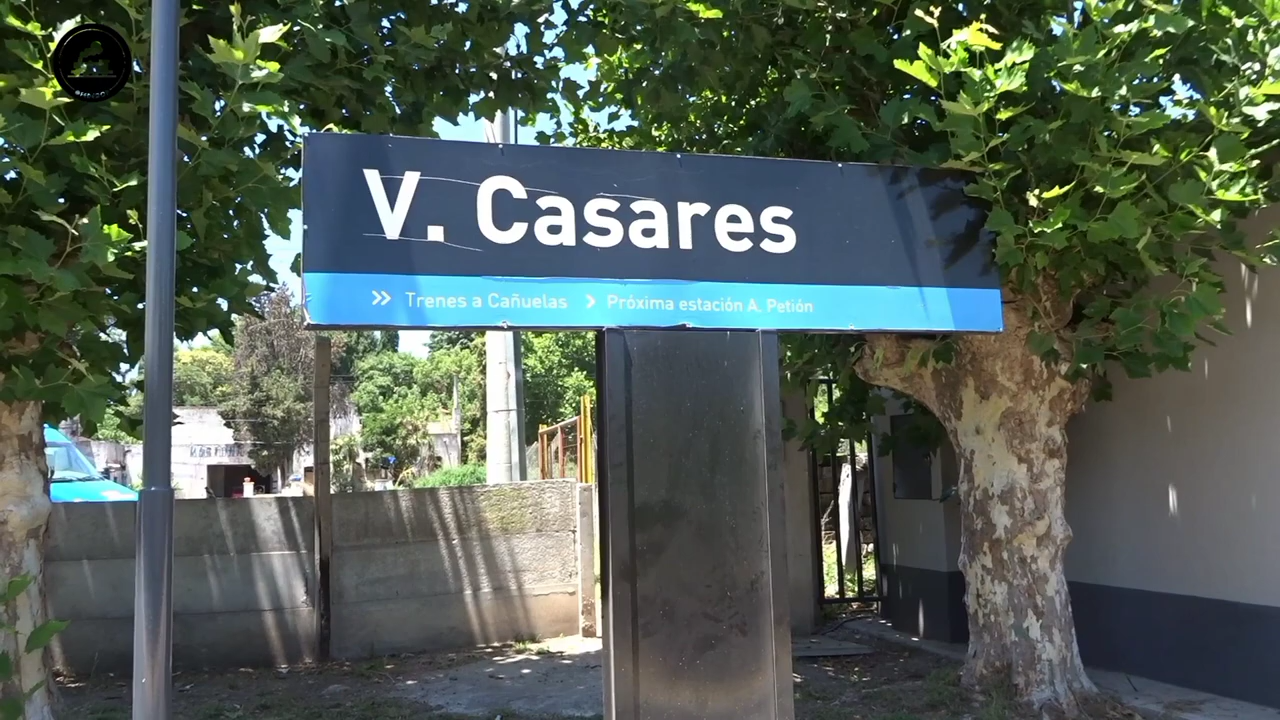 V. Casares
>> Trenes a Cañuelas > Próxima estación A. Petión